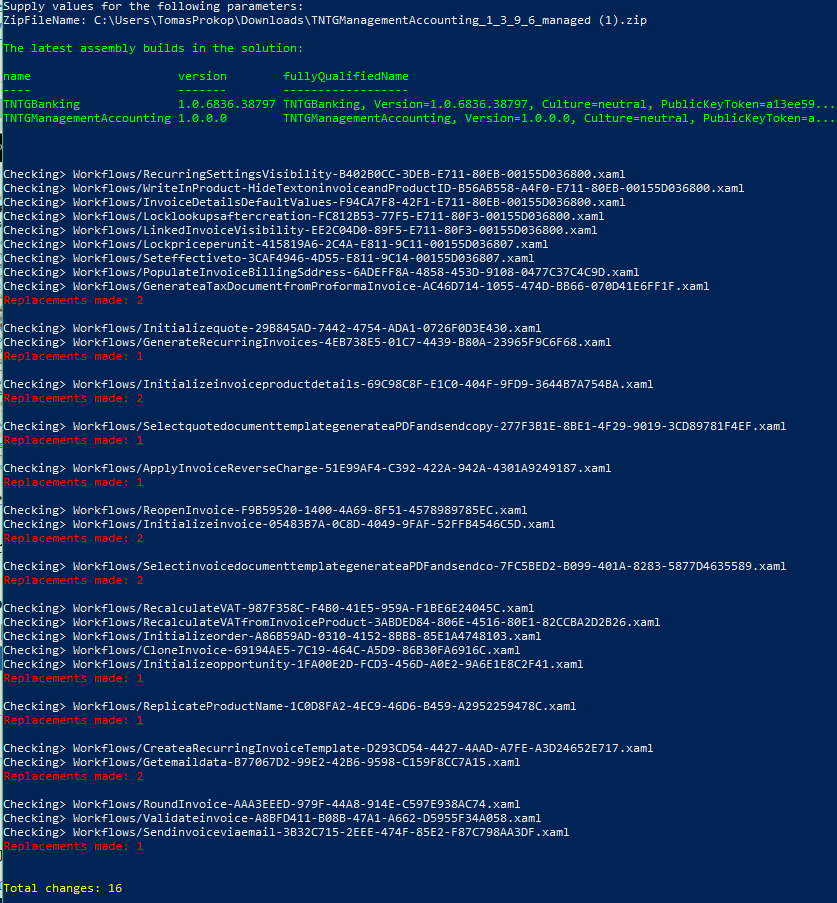 Supply values for the following parameters:
ZipFileName: C:\Users\TomasProkop\Downloads\TNTGManagementAccounting_1_3_9_6_managed (1).zip
The latest assembly builds in the solution:
name version fullyQualifiedName
---- ------- ------------------
TNTGBanking 1.0.6836.38797 TNTGBanking, Version=1.0.6836.38797, Culture=neutral, PublicKeyToken=a13ee59...
TNTGManagementAccounting 1.0.0.0 TNTGManagementAccounting, Version=1.0.0.0, Culture=neutral, PublicKeyToken=a...
Checking> Workflows/RecurringSettingsVisibility-B402B0CC-3DEB-E711-80EB-00155D036800.xaml
Checking> Workflows/WriteInProduct-HideTextoninvoiceandProductID-B56AB558-A4F0-E711-80EB-00155D036800.xaml
Checking> Workflows/InvoiceDetailsDefaultValues-F94CA7F8-42F1-E711-80EB-00155D036800.xaml
Checking> Workflows/Locklookupsaftercreation-FC812B53-77F5-E711-80F3-00155D036800.xaml
Checking> Workflows/LinkedInvoiceVisibility-EE2C04D0-89F5-E711-80F3-00155D036800.xaml
Checking> Workflows/Lockpriceperunit-415819A6-2C4A-E811-9C11-00155D036807.xaml
Checking> Workflows/Seteffectiveto-3CAF4946-4D55-E811-9C14-00155D036807.xaml
Checking> Workflows/PopulateInvoiceBillingSddress-6ADEFF8A-4858-453D-9108-0477C37C4C9D.xaml
Checking> Workflows/GenerateaTaxDocumentfromProformaInvoice-AC46D714-1055-474D-BB66-070D41E6FF1F.xaml
Replacements made: 2
Checking> Workflows/Initializequote-29B845AD-7442-4754-ADA1-0726F0D3E430.xaml
Checking> Workflows/GenerateRecurringInvoices-4EB738E5-01C7-4439-B80A-23965F9C6F68.xaml
Replacements made: 1
Checking> Workflows/Initializeinvoiceproductdetails-69C98C8F-E1C0-404F-9FD9-3644B7A754BA.xaml
Replacements made: 2
Checking> Workflows/SelectquotedocumenttemplategenerateaPDFandsendcopy-277F3B1E-8BE1-4F29-9019-3CD89781F4EF.xaml
Replacements made: 1
Checking> Workflows/ApplyInvoiceReverseCharge-51E99AF4-C392-422A-942A-4301A9249187.xaml
Replacements made: 1
Checking> Workflows/ReopenInvoice-F9B59520-1400-4A69-8F51-4578989785EC.xaml
Checking> Workflows/Initializeinvoice-05483B7A-0C8D-4049-9FAF-52FFB4546C5D.xaml
Replacements made: 2
Checking> Workflows/SelectinvoicedocumenttemplategenerateaPDFandsendco-7FC5BED2-B099-401A-8283-5877D4635589.xaml
Replacements made: 2
Checking> Workflows/RecalculateVAT-987F358C-F4B0-41E5-959A-F1BE6E24045C.xaml
Checking> Workflows/RecalculateVATfromInvoiceProduct-3ABDED84-806E-4516-80E1-82CCBA2D2B26.xaml
Checking> Workflows/Initializeorder-A86B59AD-0310-4152-8BB8-85E1A4748103.xaml
Checking> Workflows/CloneInvoice-69194AE5-7C19-464C-A5D9-86B30FA6916C.xaml
Checking> Workflows/Initializeopportunity-1FA00E2D-FCD3-456D-A0E2-9A6E1E8C2F41.xaml
Replacements made: 1
Checking> Workflows/ReplicateProductName-1C0D8FA2-4EC9-46D6-B459-A2952259478C.xaml
Replacements made: 1
Checking> Workflows/CreateaRecurringInvoiceTemplate-D293CD54-4427-4AAD-A7FE-A3D24652E717.xaml
Checking> Workflows/Getemaildata-B77067D2-99E2-42B6-9598-C159F8CC7A15.xaml
Replacements made: 2
Checking> Workflows/RoundInvoice-AAA3EEED-979F-44A8-914E-C597E938AC74.xaml
Checking> Workflows/Validateinvoice-A8BFD411-B08B-47A1-A662-D5955F34A058.xaml
Checking> Workflows/Sendinvoiceviaemail-3B32C715-2EEE-474F-85E2-F87C798AA3DF.xaml
Replacements made: 1
Total changes: 16